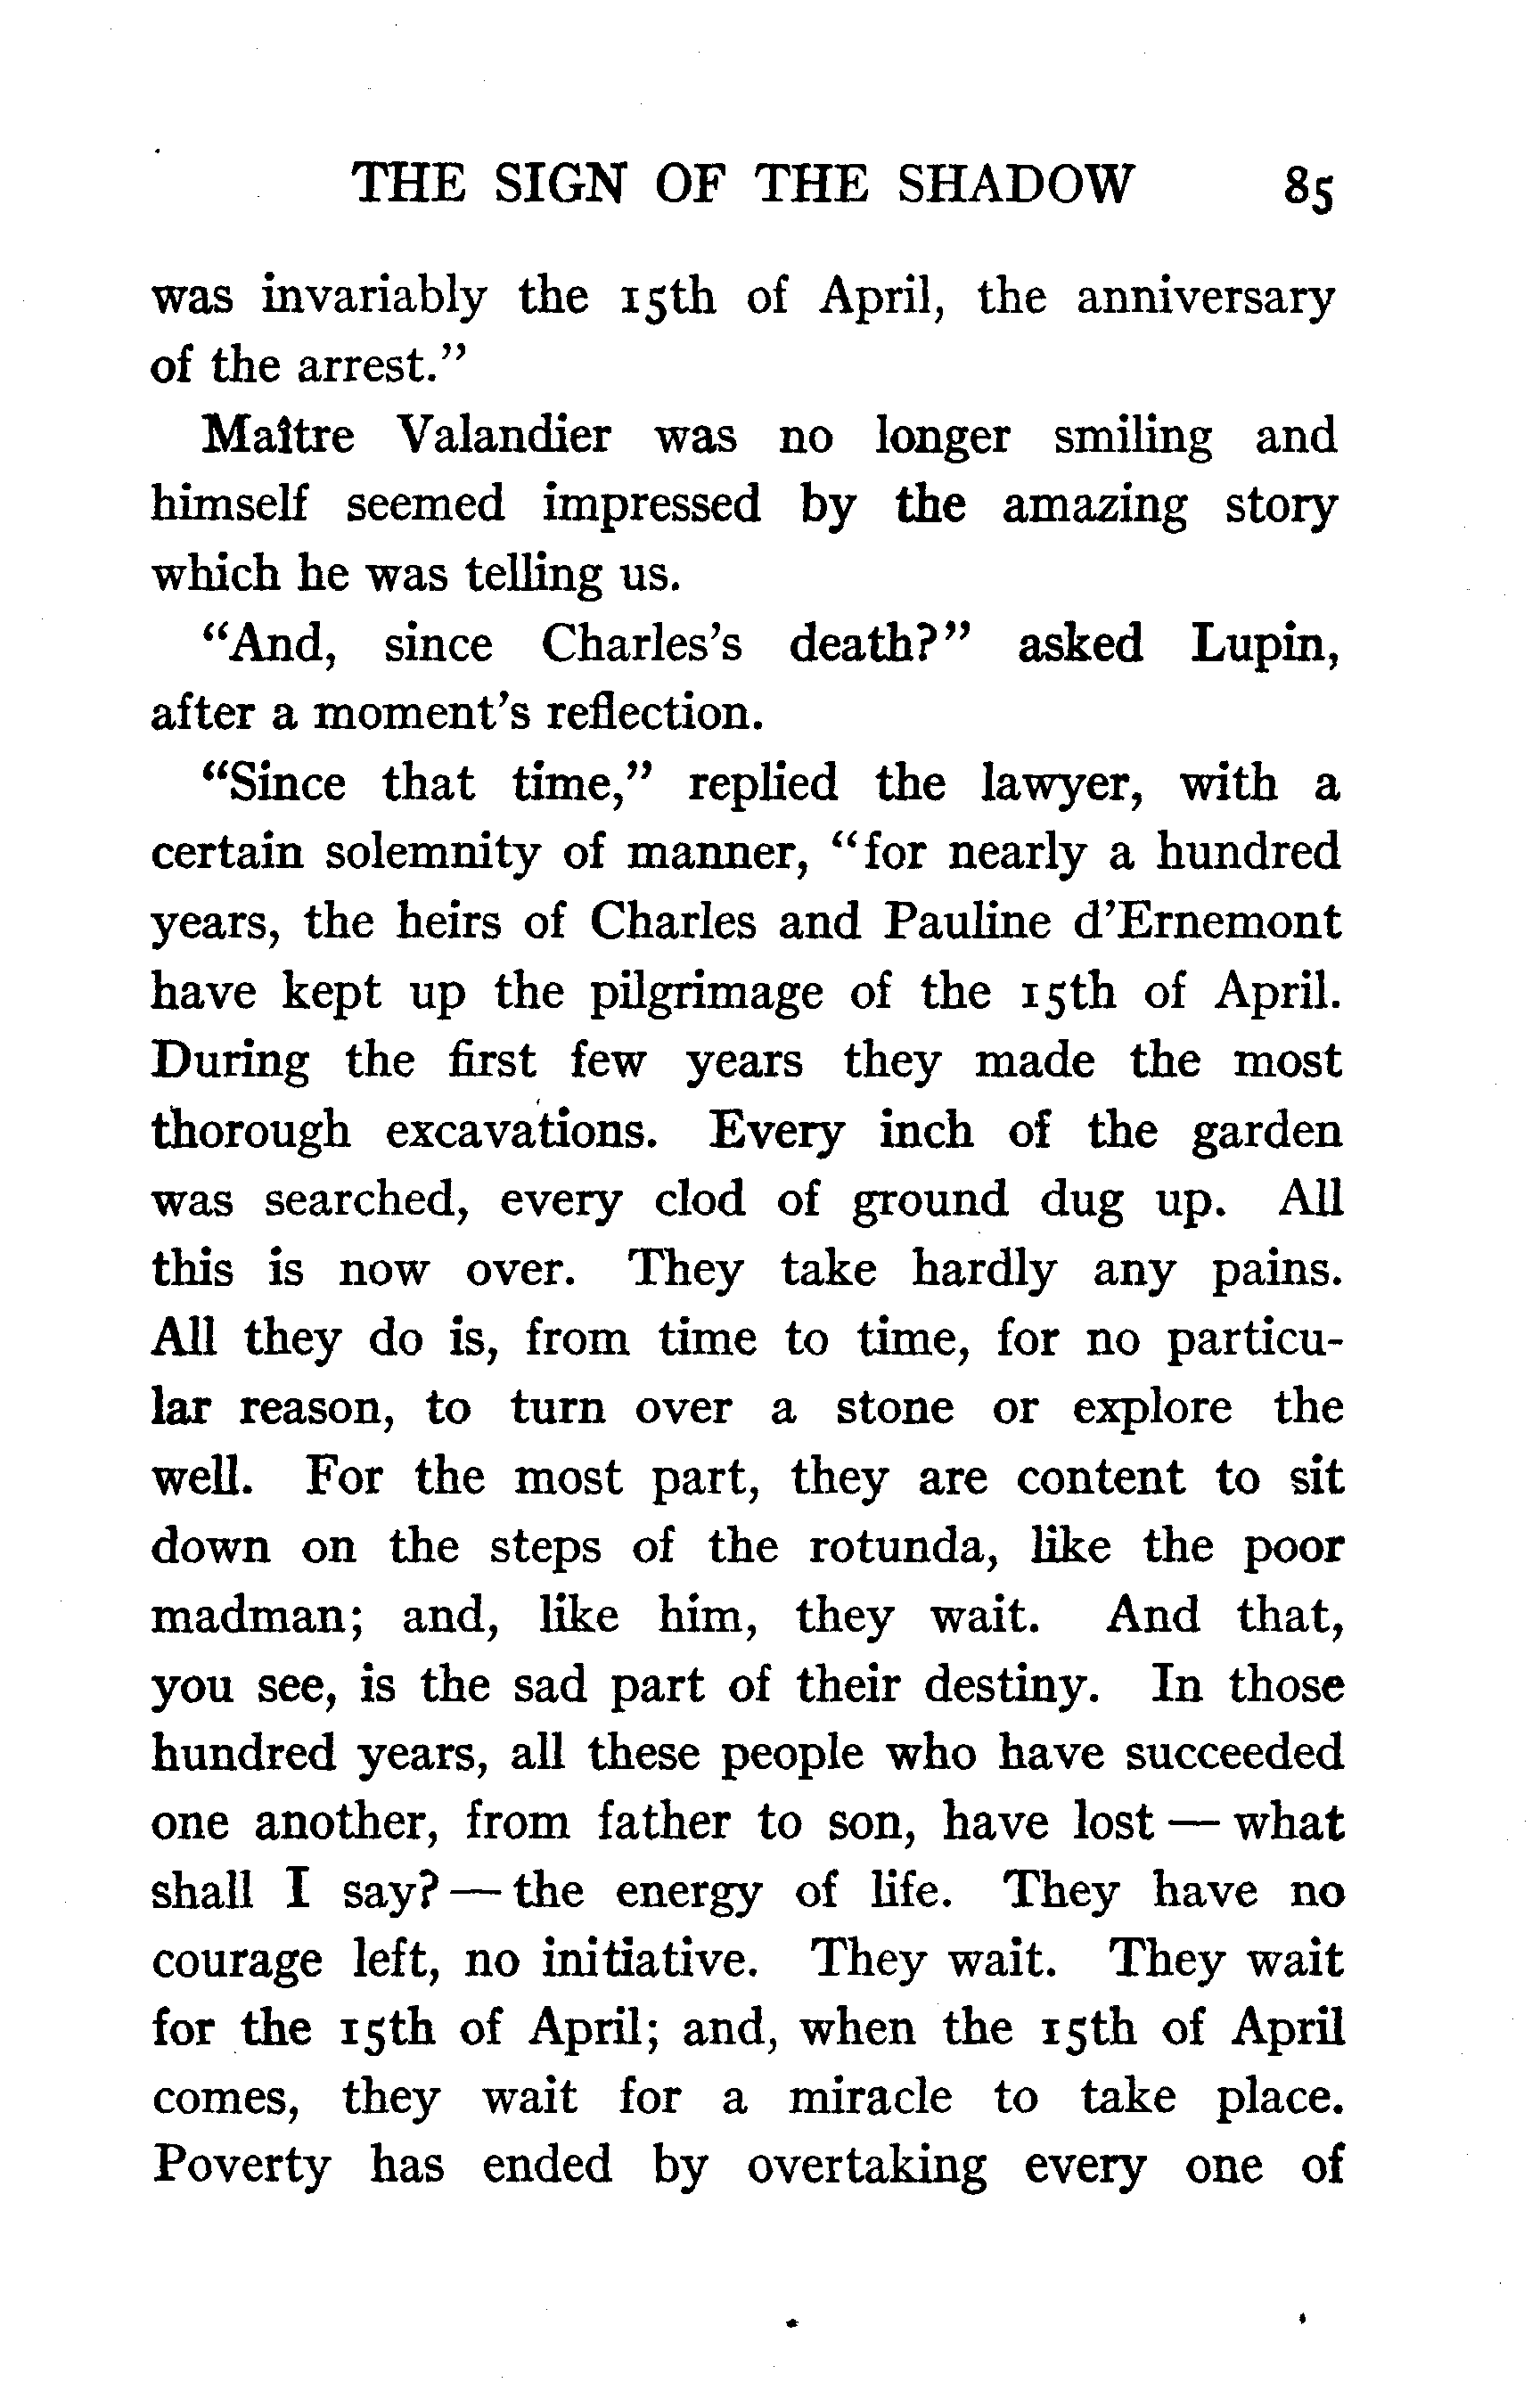 THE SIGN OF THE SHADOW 85
was invariably the 15th of April, the anniversary
of the arrest."
Maître Valandier was no longer smiling and
himself seemed impressed by the amazing story
which he was telling us.
"And, since Charles's death?" asked Lupin,
after a moment's reflection.
"Since that time," replied the lawyer, with a
certain solemnity of manner, "for nearly a hundred
years, the heirs of Charles and Pauline d'Ernemont
have kept up the pilgrimage of the 15th of April.
During the first few years they made the most
thorough excavations. Every inch of the garden
was searched, every clod of ground dug up. All
this is now over. They take hardly any pains.
All they do is, from time to time, for no particu-
lar reason, to turn over a stone or explore the
well. For the most part, they are content to sit
down on the steps of the rotunda, like the poor
madman; and, like him, they wait. And that,
you see, is the sad part of their destiny. In those
hundred years, all these people who have succeeded
one another, from father to son, have lost — what
shall I say? — the energy of life. They have no
courage left, no initiative. They wait. They wait
for the 15th of April; and, when the 15th of April
comes, they wait for a miracle to take place.
Poverty has ended by overtaking every one of